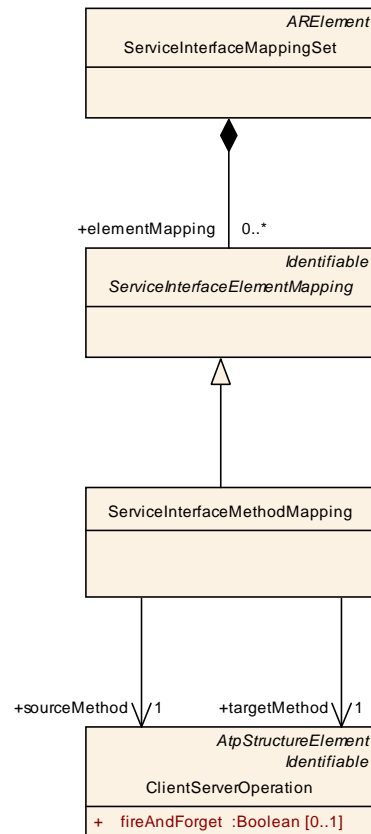 ARElement
ServiceInterfaceMappingSet
+elementMapping 0..*
Identifiable
ServiceInterfaceElementMapping
ServiceInterfaceMethodMapping
+sourceMethod 1 +targetMethod 1
AtpStructureElement
Identifiable
ClientServerOperation
+ fireAndForget :Boolean [0..1]